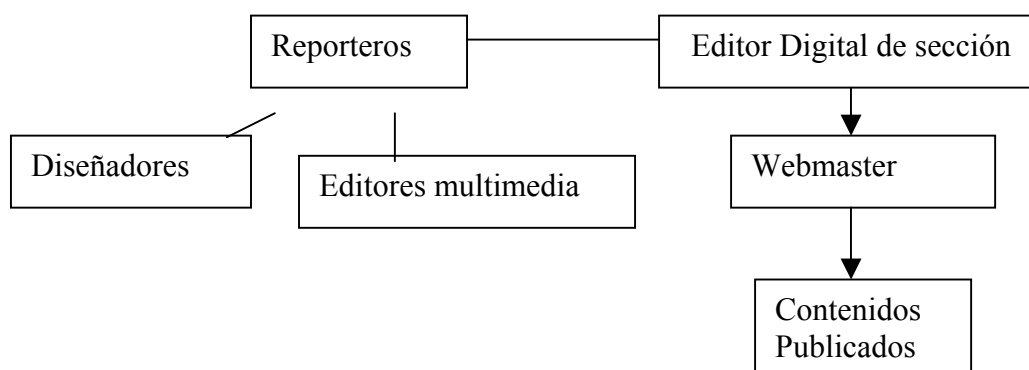 Reporteros
Editor Digital de sección
Diseñadores
Editores multimedia
Webmaster
Contenidos
Publicados